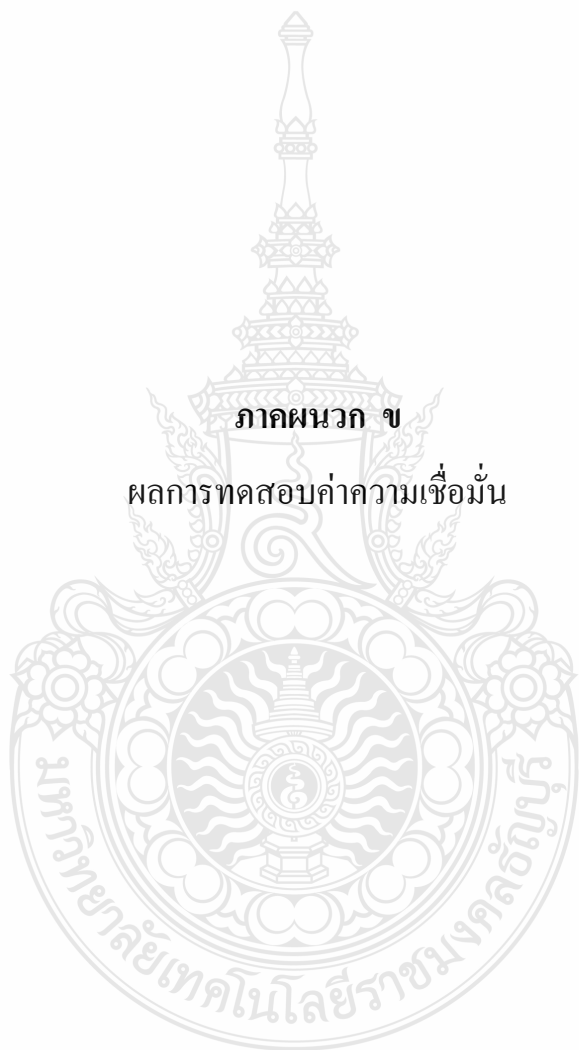 ภาคผนวก ข
ผลการทดสอบค่าความเชื่อมั่น
มหาวิทยาลัยเทคโนโลยีราชมงคลธัญบุรี